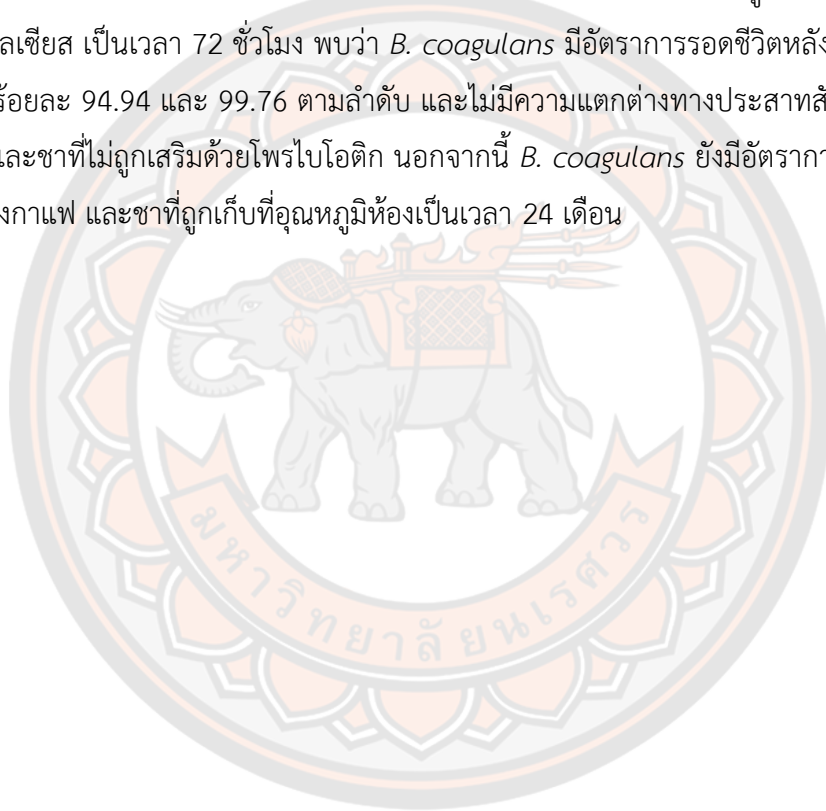 ลเซียส เป็นเวลา 72 ชั่วโมง พบว่า B. coagulans มีอัตราการรอดชีวิตหลัง
ร้อยละ 94.94 และ 99.76 ตามลำดับ และไม่มีความแตกต่างทางประสาทสั
และชาที่ไม่ถูกเสริมด้วยโพรไบโอติก นอกจากนี้ B. coagulans ยังมีอัตรากา
งกาแฟ และชาที่ถูกเก็บที่อุณหภูมิห้องเป็นเวลา 24 เดือน
มหาวิทยาลัยนเรศวร